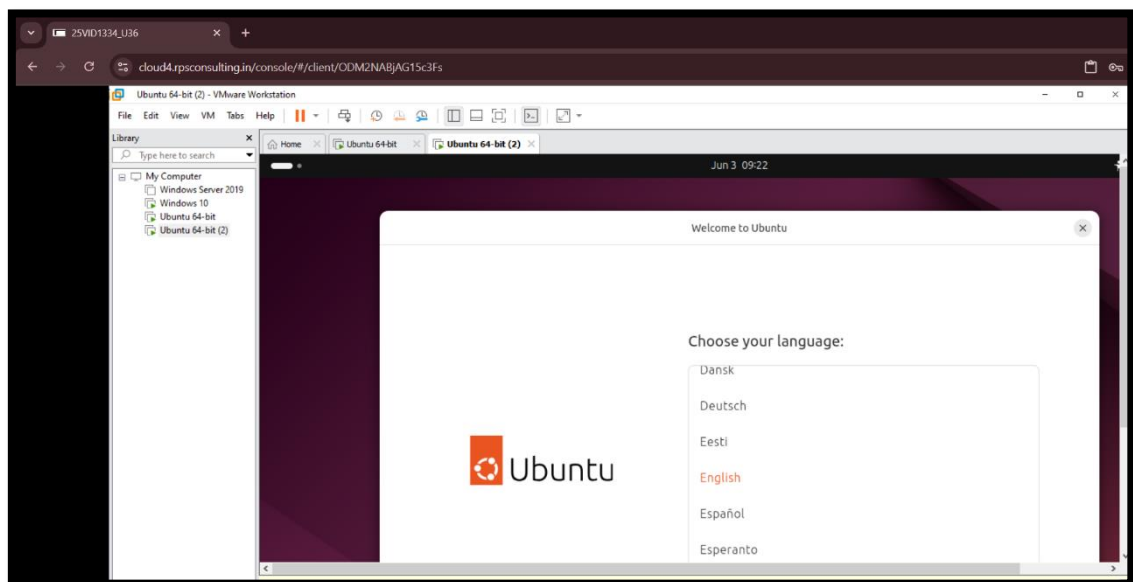 25VID1334_U36
cloud4.rpsconsulting.in/console/#/client/ODM2NABjAG15c3Fs
Ubuntu 64-bit (2) - VMware Workstation
File Edit View VM Tabs Help
Library
Type here to search
My Computer
Windows Server 2019
Windows 10
Ubuntu 64-bit
Ubuntu 64-bit (2)
Home Ubuntu 64-bit Ubuntu 64-bit (2)
Jun 3 09:22
Welcome to Ubuntu
Choose your language:
Dansk
Deutsch
Eesti
English
Español
Esperanto
Ubuntu